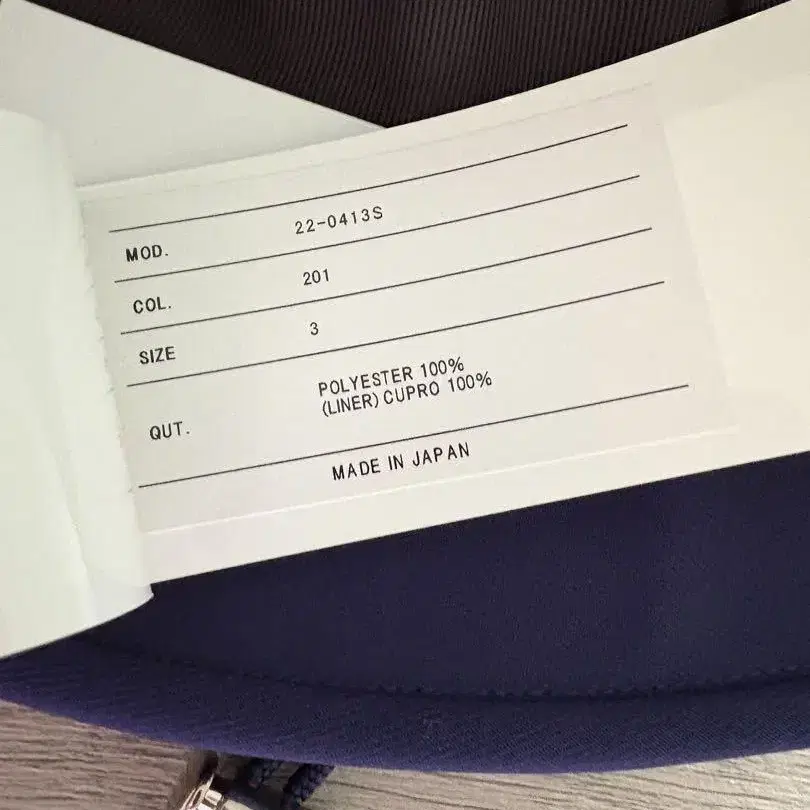 MOD. 22-0413S
COL. 201
SIZE 3
QUT. POLYESTER 100%
(LINER) CUPRO 100%
MADE IN JAPAN